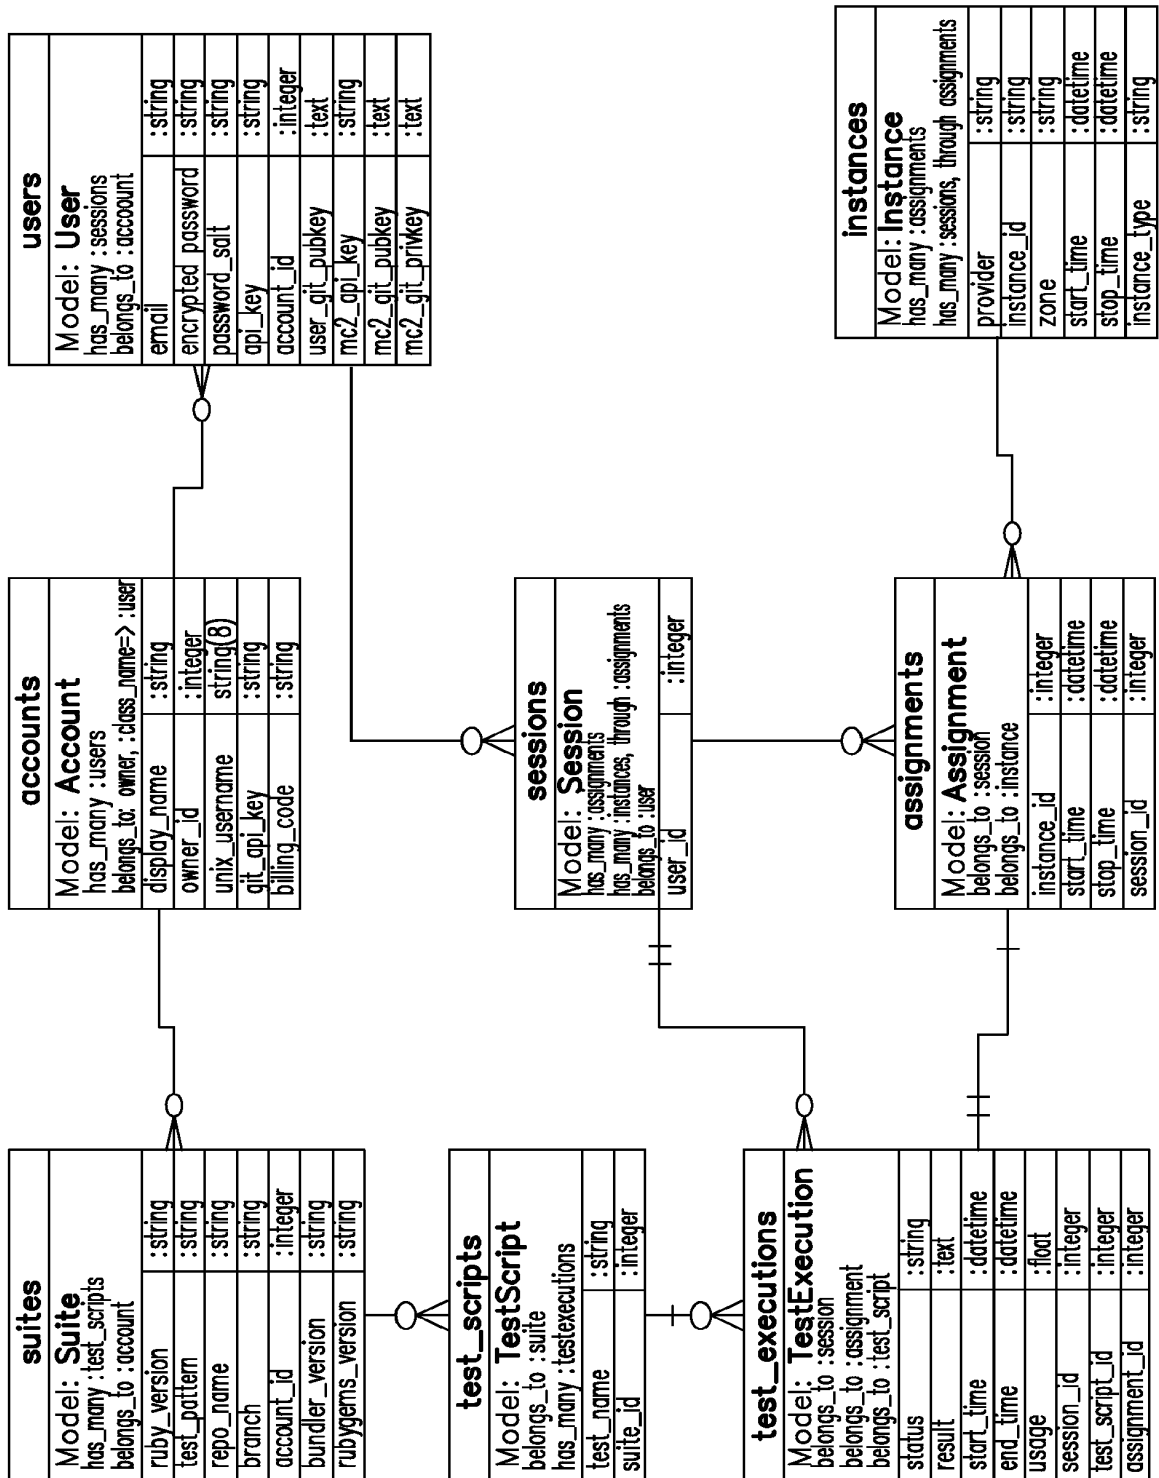 suites
Model: Suite
has_many :test_scripts
belongs_to :account
ruby_version :string
test_pattern :string
repo_name :string
branch :string
account_id :integer
bundler_version :string
rubygems_version :string
accounts
Model: Account
has_many :users
belongs_to: owner, :class_name=> :user
display_name :string
owner_id :integer
unix_username string(8)
git_api_key :string
billing_code :string
users
Model: User
has_many :sessions
belongs_to :account
email :string
encrypted password :string
password_salt :string
api_key :string
account_id :integer
user_git_pubkey :text
mc2_api_key :string
mc2_git_pubkey :text
mc2_git_privkey :text
test_scripts
Model: TestScript
belongs_to :suite
has_many :testexecutions
test_name :string
suite_id :integer
sessions
Model: Session
has_many :assignments
has_many :instances, through :assignments
belongs_to :user
user_id :integer
test_executions
Model: TestExecution
belongs_to :session
belongs_to :assignment
belongs_to :test_script
status :string
result :text
start_time :datetime
end_time :datetime
usage :float
session_id :integer
test_script_id :integer
assignment_id :integer
assignments
Model: Assignment
belongs_to :session
belongs_to :instance
instance_id :integer
start_time :datetime
stop_time :datetime
session_id :integer
instances
Model: Instance
has_many :assignments
has_many :sessions, through assignments
provider :string
instance_id :string
zone :string
start_time :datetime
stop_time :datetime
instance_type :string